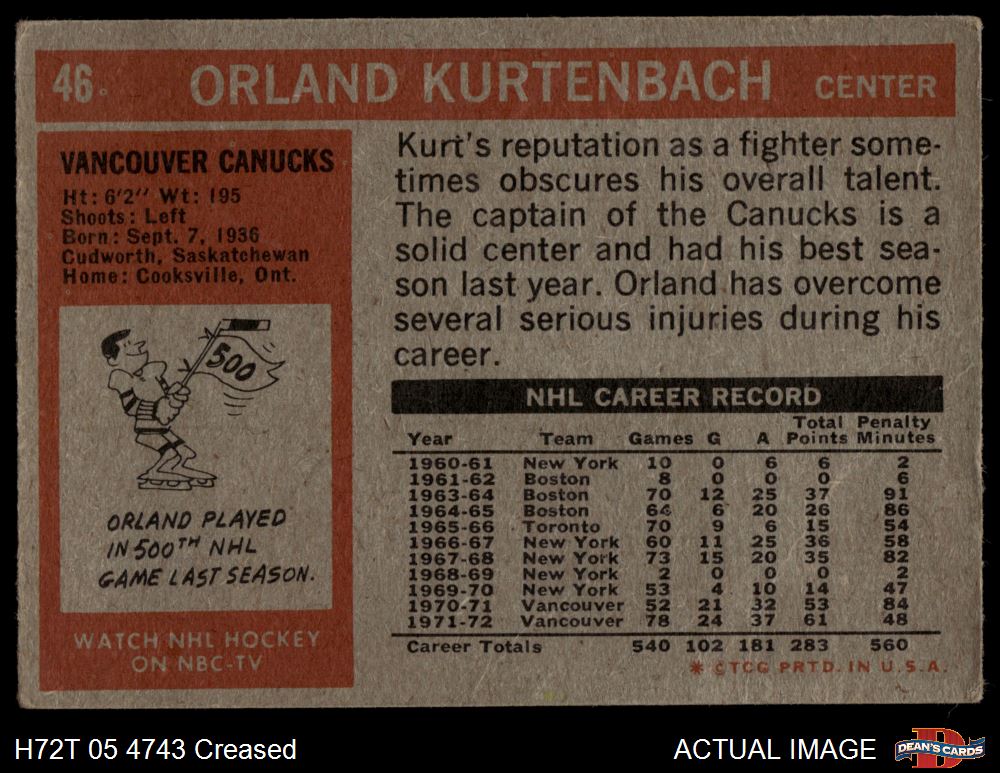 46. ORLAND KURTENBACH CENTER
VANCOUVER CANUCKS
Ht: 6'2" Wt: 195
Shoots: Left
Born: Sept. 7, 1936
Cudworth, Saskatchewan
Home: Cooksville, Ont.
500
ORLAND PLAYED
IN 500TH NHL
GAME LAST SEASON.
WATCH NHL HOCKEY
ON NBC-TV
Kurt's reputation as a fighter some-
times obscures his overall talent.
The captain of the Canucks is a
solid center and had his best sea-
son last year. Orland has overcome
several serious injuries during his
career.
NHL CAREER RECORD
Total Penalty
Year Team Games G A Points Minutes
1960-61 New York 10 0 6 6 2
1961-62 Boston 8 0 0 0 6
1963-64 Boston 70 12 25 37 91
1964-65 Boston 64 6 20 26 86
1965-66 Toronto 70 9 6 15 54
1966-67 New York 60 11 25 36 58
1967-68 New York 73 15 20 35 82
1968-69 New York 2 0 0 0 2
1969-70 New York 53 4 10 14 47
1970-71 Vancouver 52 21 32 53 84
1971-72 Vancouver 78 24 37 61 48
Career Totals 540 102 181 283 560
* ©TCG PRTD. IN U.S.A.
H72T 05 4743 Creased ACTUAL IMAGE
D
DEAN'S CARDS